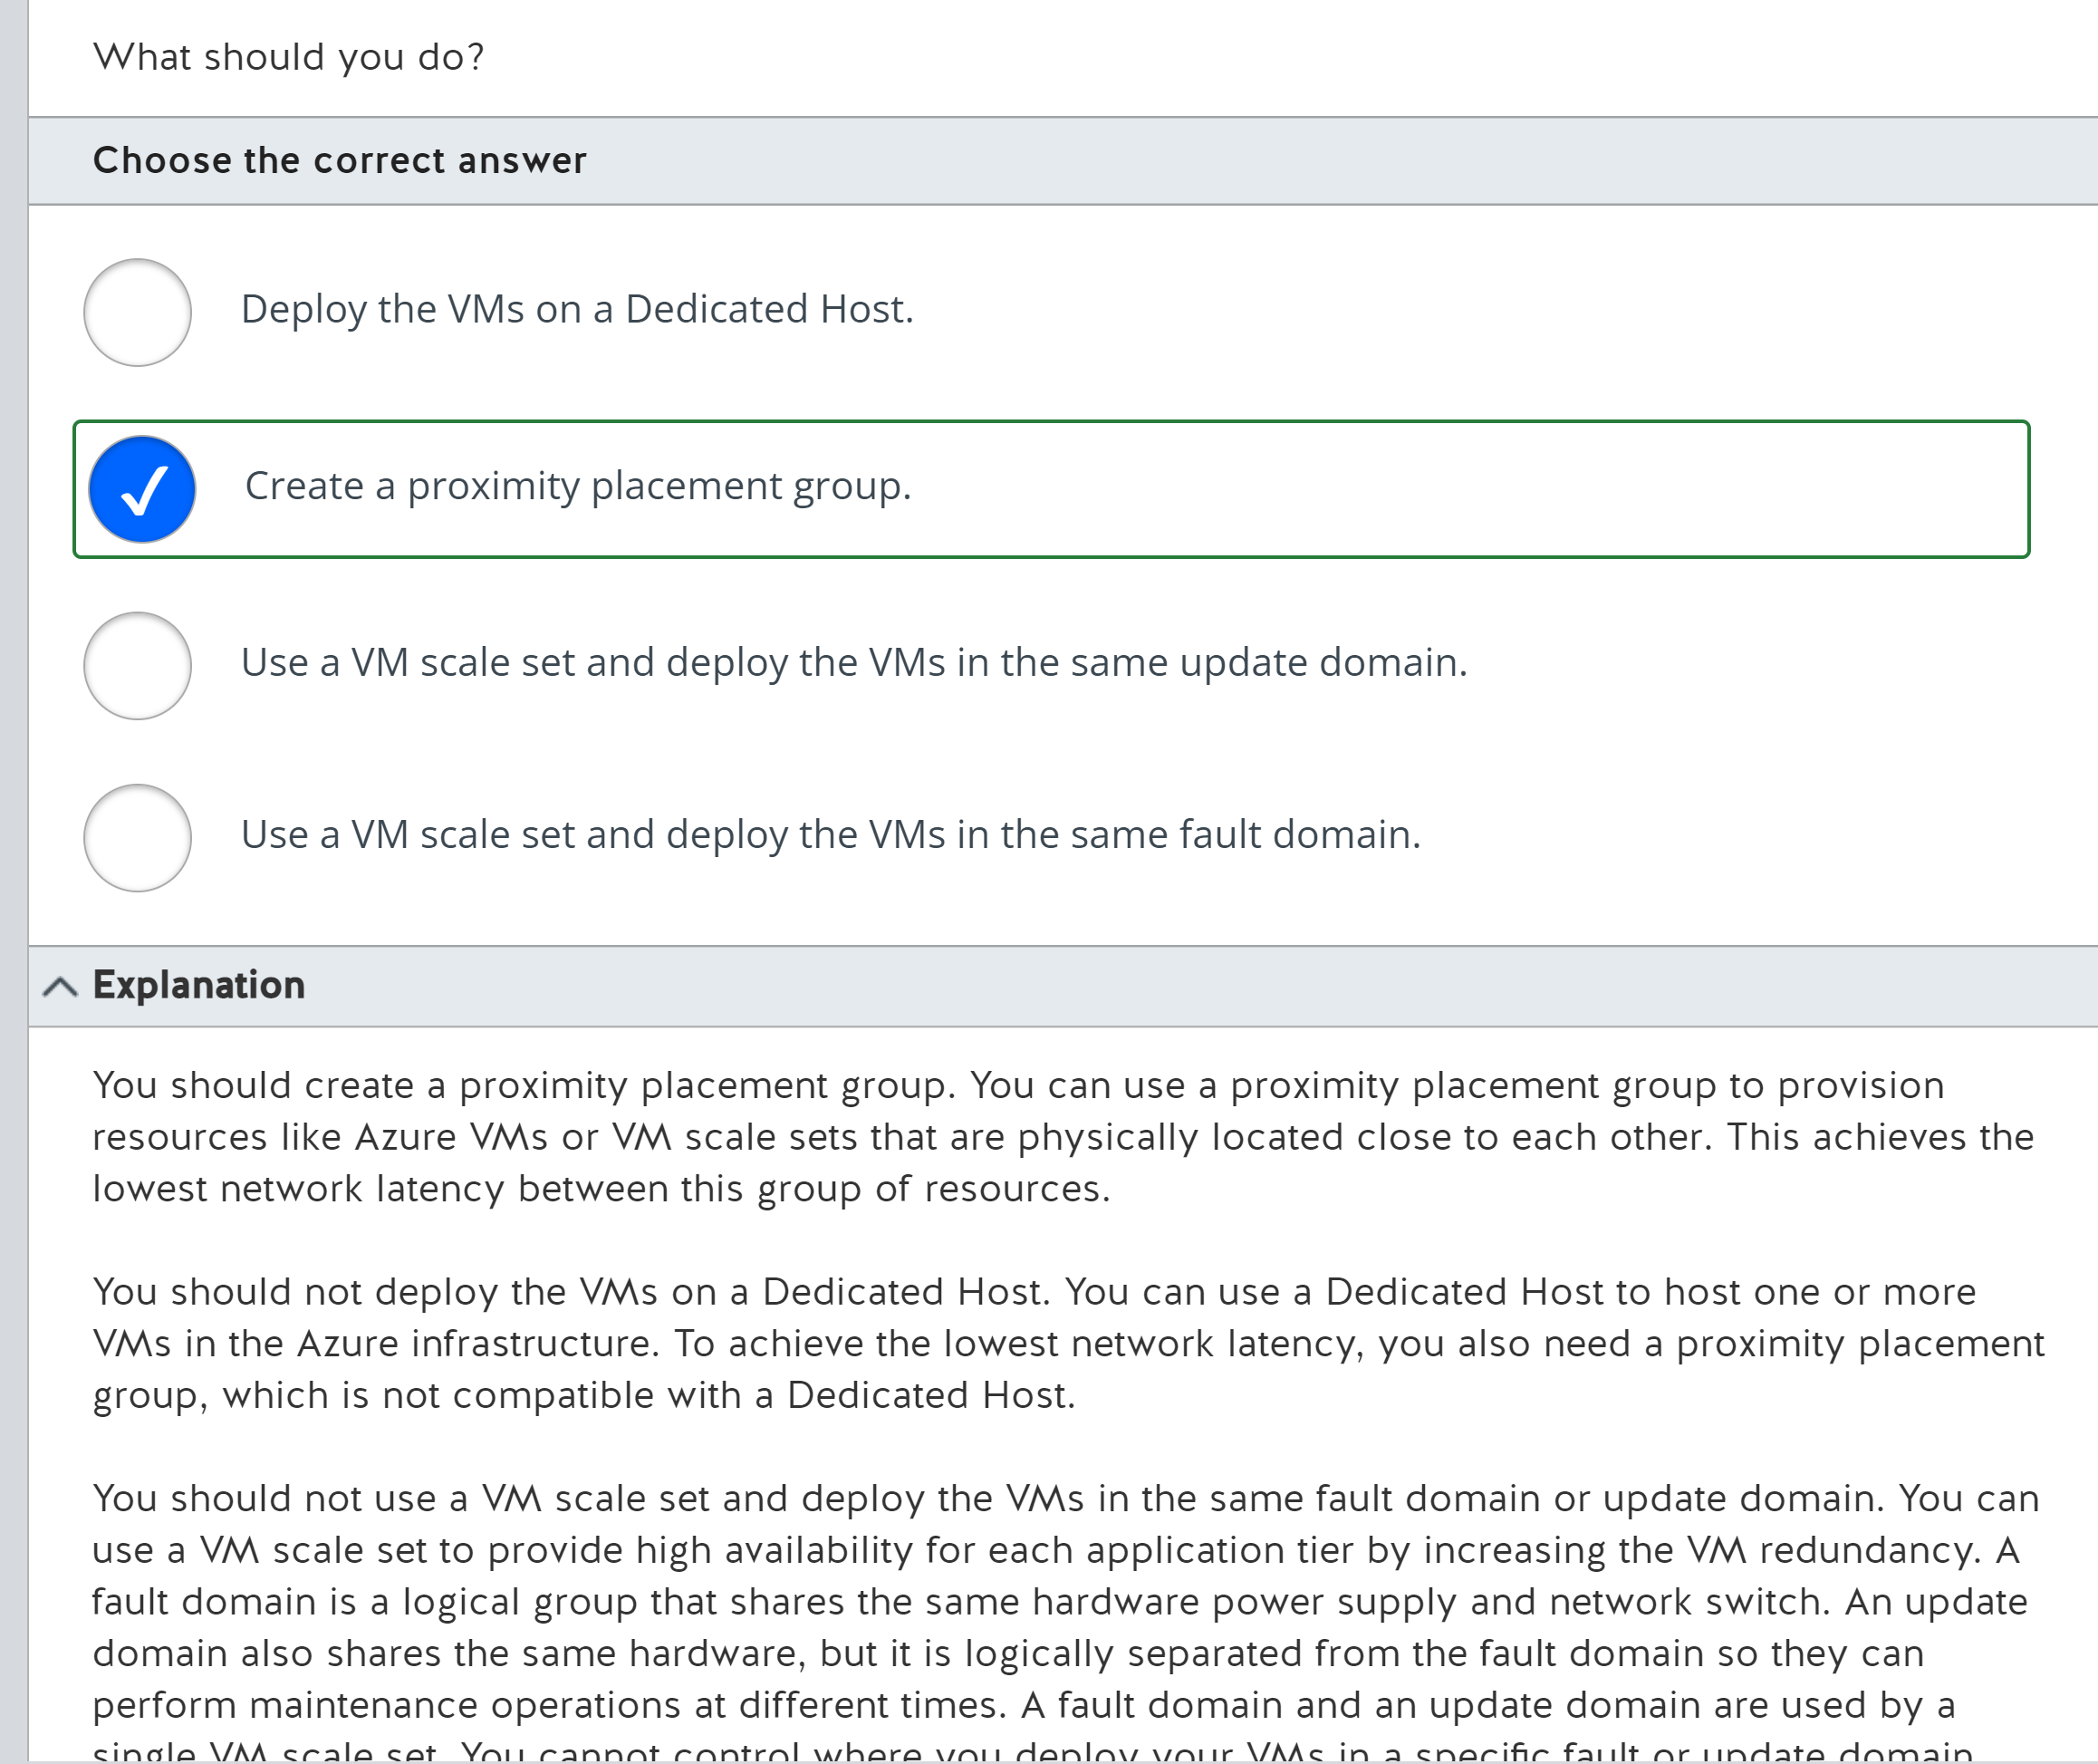 What should you do?
Choose the correct answer
Deploy the VMs on a Dedicated Host.
Create a proximity placement group.
Use a VM scale set and deploy the VMs in the same update domain.
Use a VM scale set and deploy the VMs in the same fault domain.
Explanation
You should create a proximity placement group. You can use a proximity placement group to provision
resources like Azure VMs or VM scale sets that are physically located close to each other. This achieves the
lowest network latency between this group of resources.
You should not deploy the VMs on a Dedicated Host. You can use a Dedicated Host to host one or more
VMs in the Azure infrastructure. To achieve the lowest network latency, you also need a proximity placement
group, which is not compatible with a Dedicated Host.
You should not use a VM scale set and deploy the VMs in the same fault domain or update domain. You can
use a VM scale set to provide high availability for each application tier by increasing the VM redundancy. A
fault domain is a logical group that shares the same hardware power supply and network switch. An update
domain also shares the same hardware, but it is logically separated from the fault domain so they can
perform maintenance operations at different times. A fault domain and an update domain are used by a
single VM scale set. You cannot control where you deploy your VMs in a specific fault or update domain